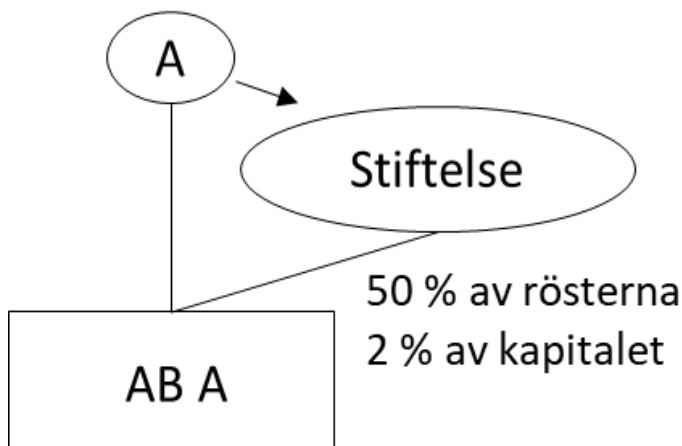 A
Stiftelse
50 % av rösterna
2 % av kapitalet
AB A